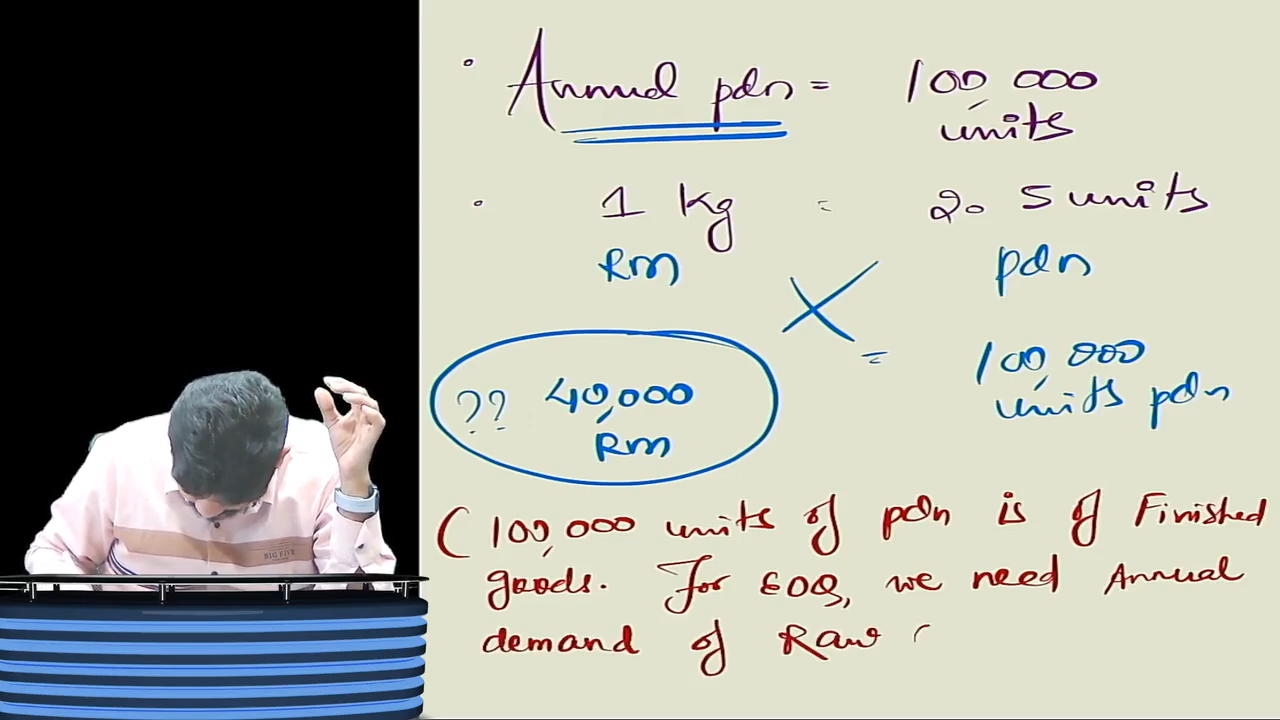 Annual pdn = 100,000
units
1 Kg = 2.5 units
RM pdn
= 100,000
units pdn
?? 40,000
RM
(100,000 units of pdn is of Finished
goods. For EOQ, we need Annual
demand of Raw
BIG FIVE